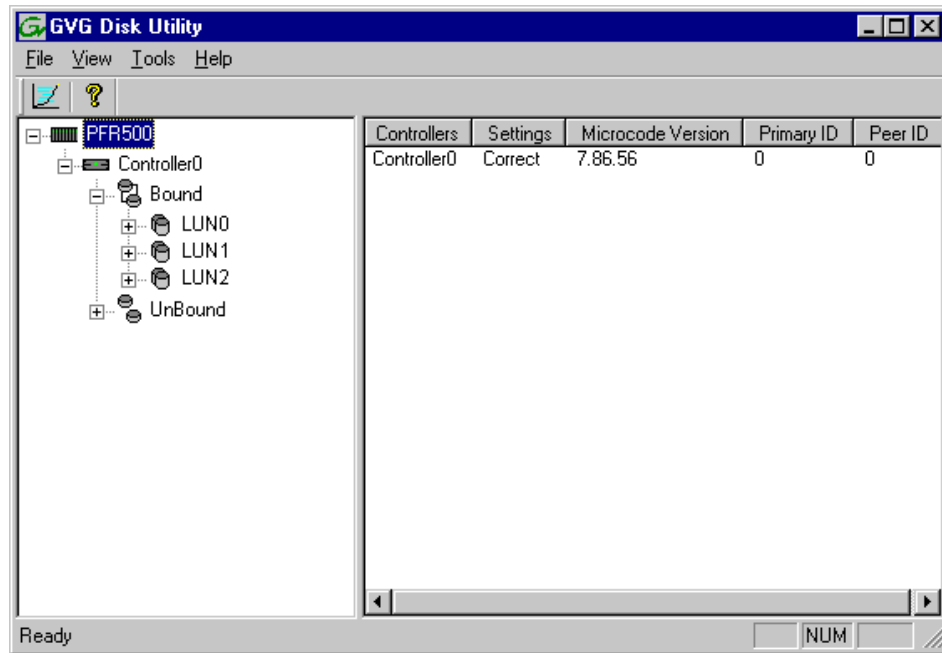 GVG Disk Utility
File View Tools Help
PFR500
Controller0
Bound
LUN0
LUN1
LUN2
UnBound
Controllers Settings Microcode Version Primary ID Peer ID
Controller0 Correct 7.86.56 0 0
Ready NUM